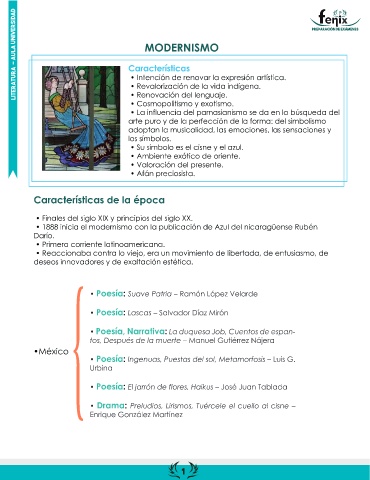 LITERATURA – AULA UNIVERSIDAD
fenix
PREPARACIÓN DE EXÁMENES
MODERNISMO
Características
• Intención de renovar la expresión artística.
• Revalorización de la vida indígena.
• Renovación del lenguaje.
• Cosmopolitismo y exotismo.
• La influencia del parnasianismo se da en la búsqueda del
arte puro y de la perfección de la forma; del simbolismo
adoptan la musicalidad, las emociones, las sensaciones y
los símbolos.
• Su símbolo es el cisne y el azul.
• Ambiente exótico de oriente.
• Valoración del presente.
• Afán preciosista.
Características de la época
• Finales del siglo XIX y principios del siglo XX.
• 1888 inicia el modernismo con la publicación de Azul del nicaragüense Rubén
Darío.
• Primera corriente latinoamericana.
• Reaccionaba contra lo viejo, era un movimiento de libertada, de entusiasmo, de
deseos innovadores y de exaltación estética.
•México
• Poesía: Suave Patria – Ramón López Velarde
• Poesía: Lascas – Salvador Díaz Mirón
• Poesía, Narrativa: La duquesa Job, Cuentos de espan-
tos, Después de la muerte – Manuel Gutiérrez Nájera
• Poesía: Ingenuas, Puestas del sol, Metamorfosis – Luis G.
Urbina
• Poesía: El jarrón de flores, Haikus – José Juan Tablada
• Drama: Preludios, Lirismos, Tuércele el cuello al cisne –
Enrique González Martínez
1